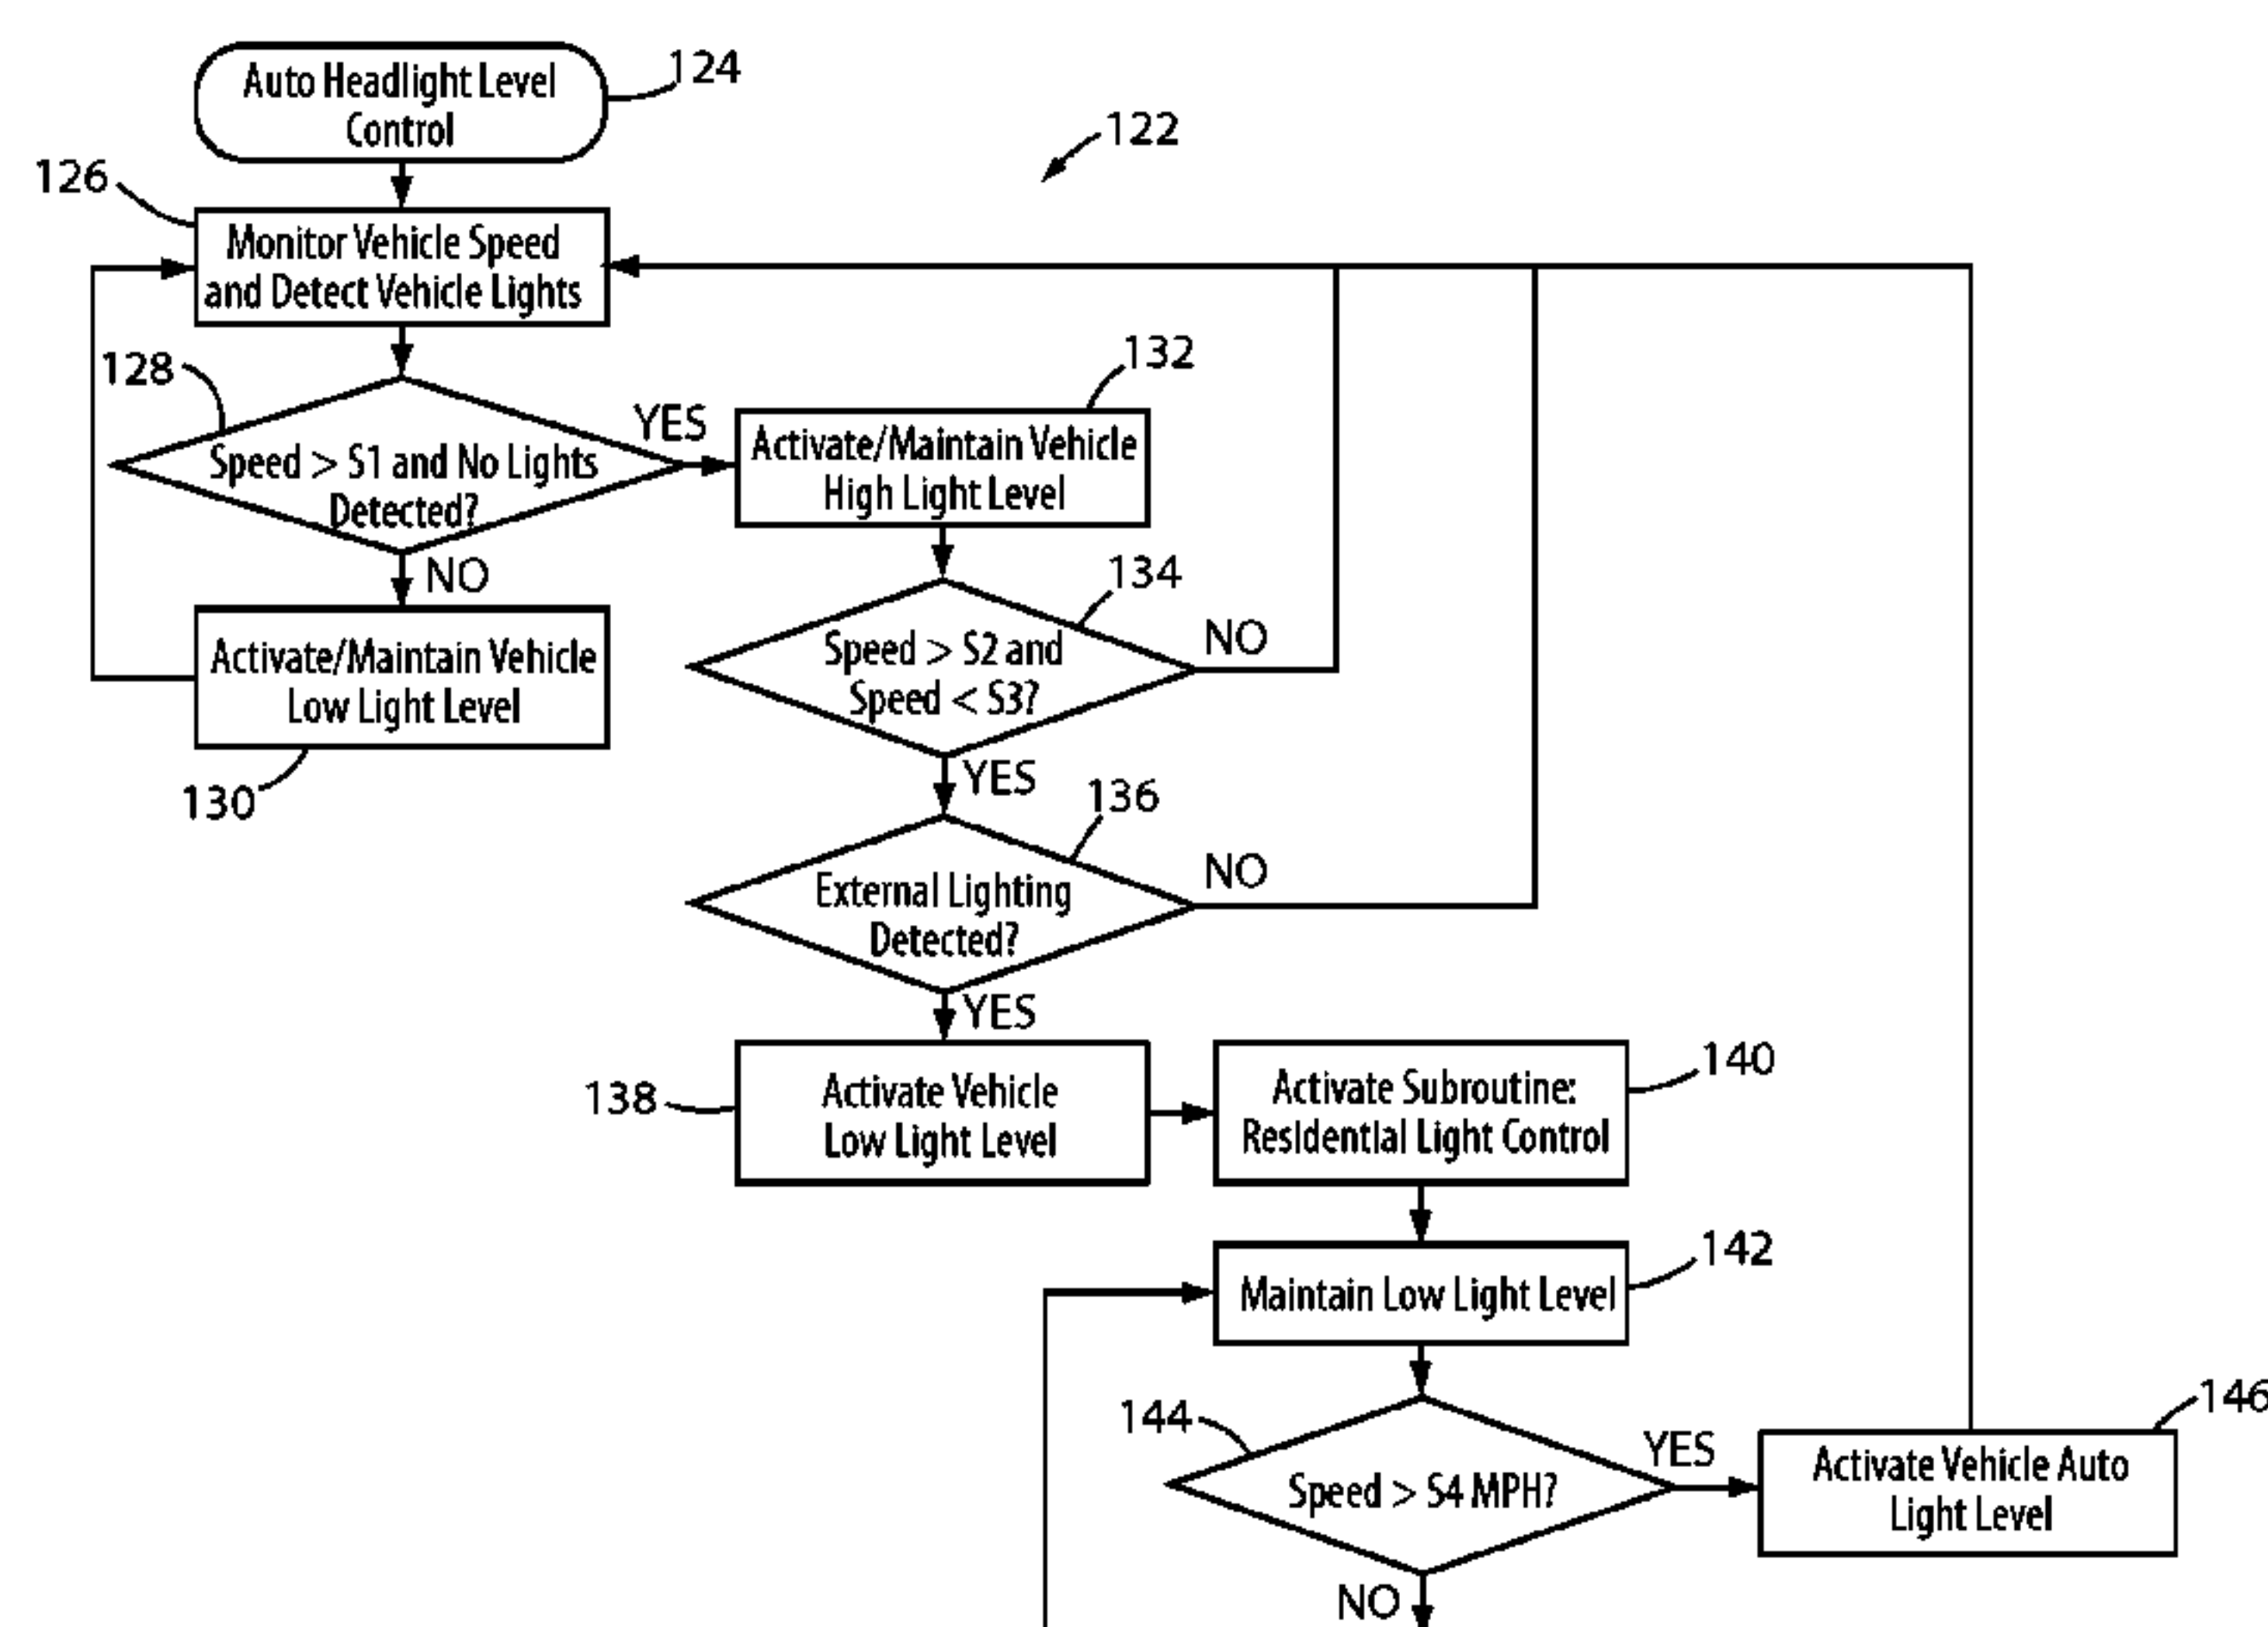 Auto Headlight Level
Control
124
122
126
Monitor Vehicle Speed
and Detect Vehicle Lights
128
Speed > S1 and No Lights
Detected?
YES
132
Activate/Maintain Vehicle
High Light Level
NO
Activate/Maintain Vehicle
Low Light Level
130
134
Speed > S2 and
Speed < S3?
NO
YES
136
External Lighting
Detected?
NO
YES
138
Activate Vehicle
Low Light Level
Activate Subroutine:
Residential Light Control
140
Maintain Low Light Level
142
144
Speed > S4 MPH?
YES
146
Activate Vehicle Auto
Light Level
NO